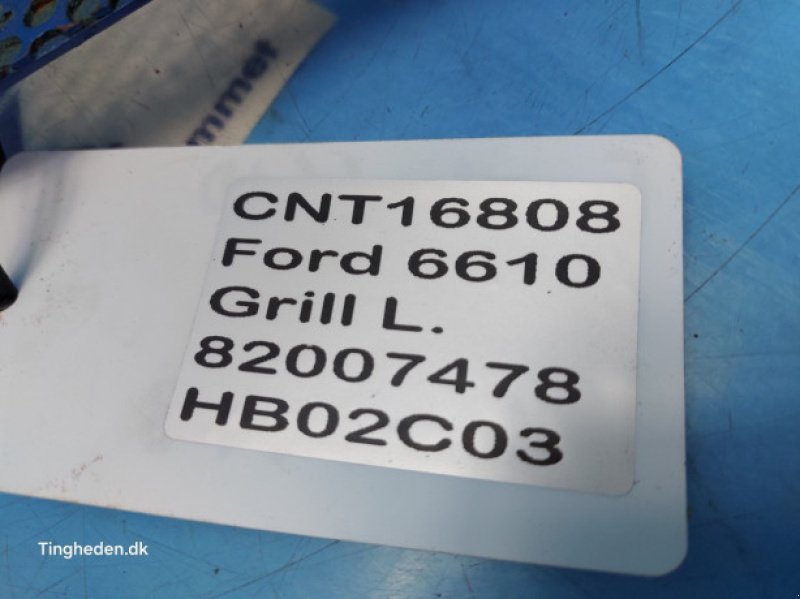 CNT16808
Ford 6610
Grill L.
82007478
HB02C03
Tingheden.dk